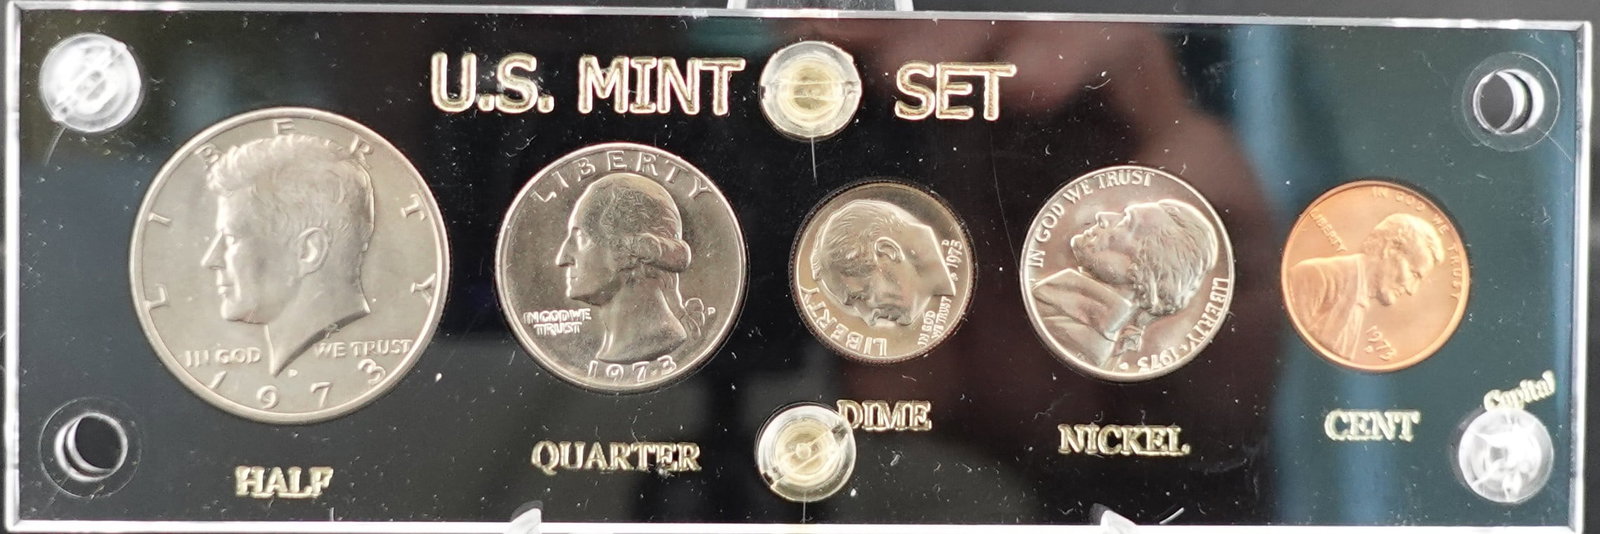 U.S. MINT SET
LIBERTY
IN GOD WE TRUST
1973
D
HALF
LIBERTY
IN GOD WE
TRUST
D
1973
QUARTER
LIBERTY
IN GOD
WE TRUST
1973
D
DIME
IN GOD WE TRUST
LIBERTY
1973
NICKEL
IN GOD WE TRUST
LIBERTY
1973
CENT
Capital